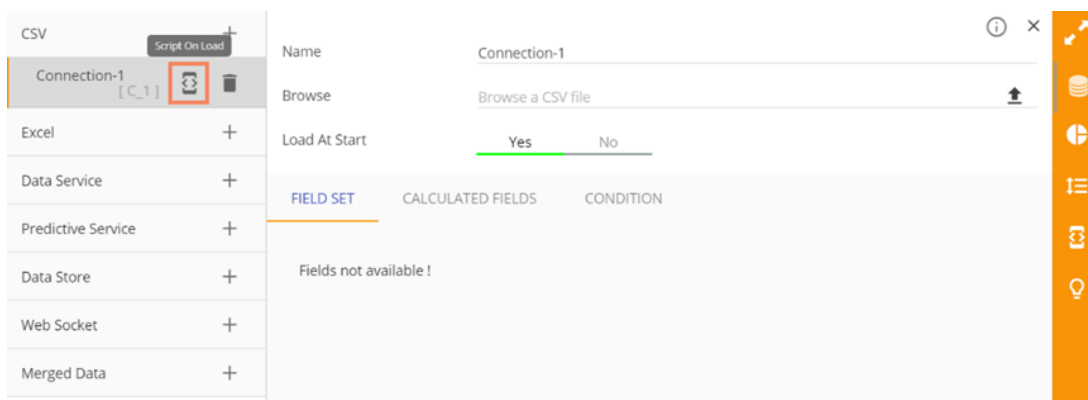 CSV
Script On Load
Connection-1
[ C_1 ]
Excel
Data Service
Predictive Service
Data Store
Web Socket
Merged Data
Name
Connection-1
Browse
Browse a CSV file
Load At Start
Yes No
FIELD SET CALCULATED FIELDS CONDITION
Fields not available !